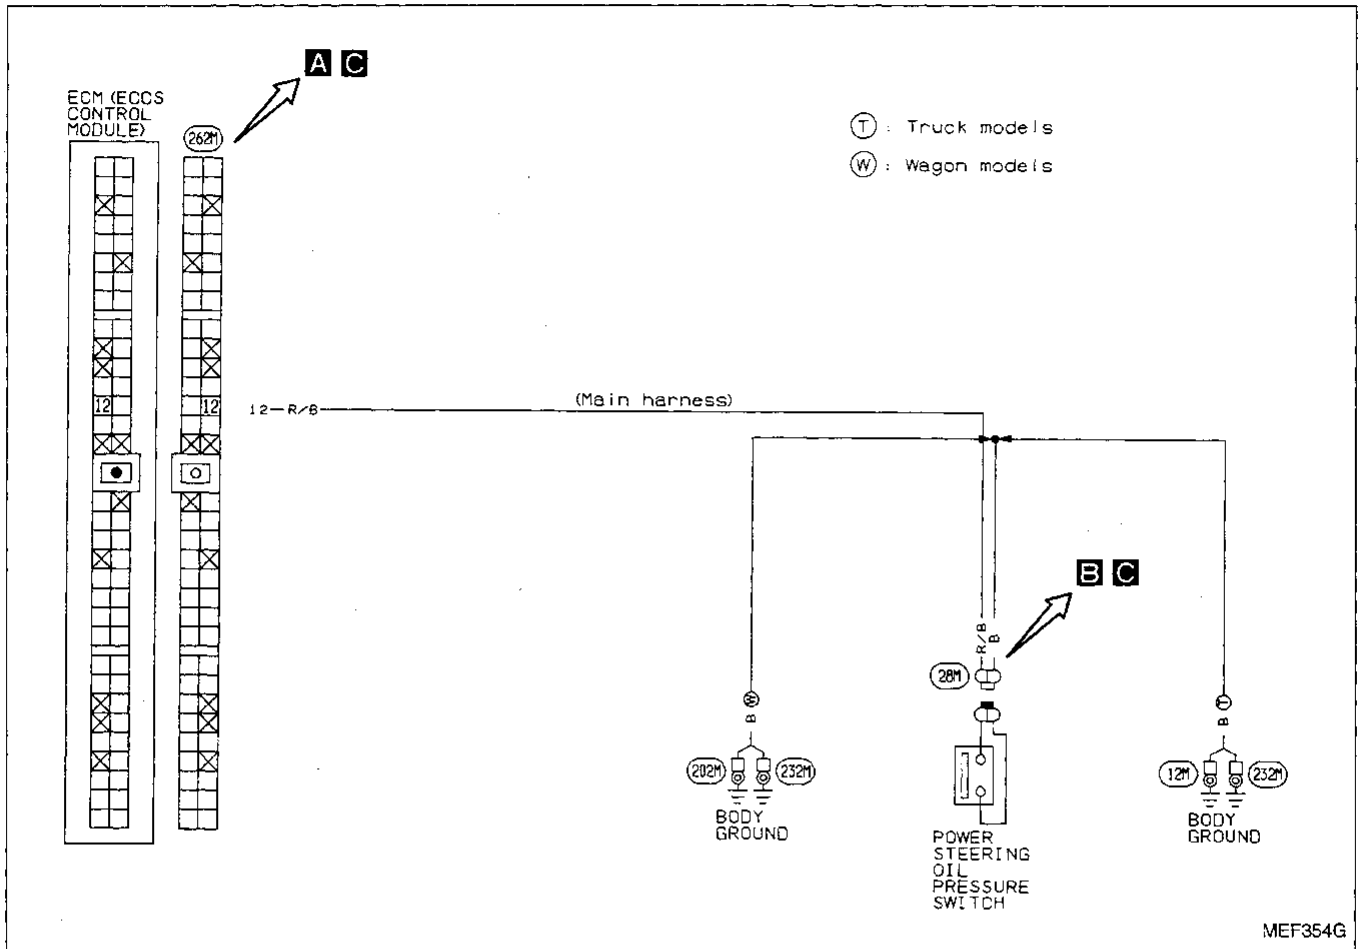 A C
ECM (ECCS
CONTROL
MODULE)
262M
T : Truck models
W : Wagon models
12 12 12-R/B (Main harness)
B C
R/B
B
28M
W
B
T
B
202M 232M
12M 232M
BODY
GROUND
BODY
GROUND
POWER
STEERING
OIL
PRESSURE
SWITCH
MEF354G